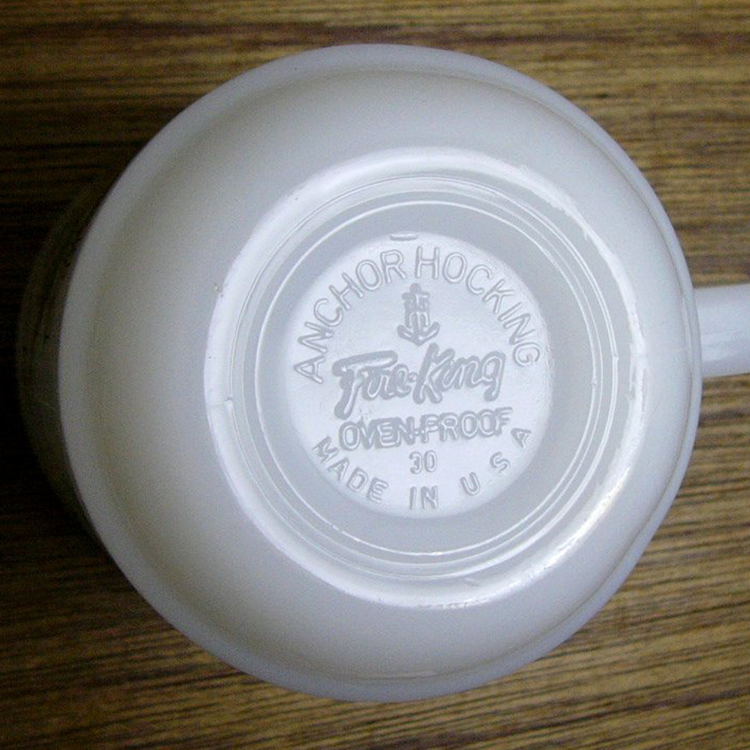 ANCHOR HOCKING
Fire-King
OVEN-PROOF
30
MADE IN U S A